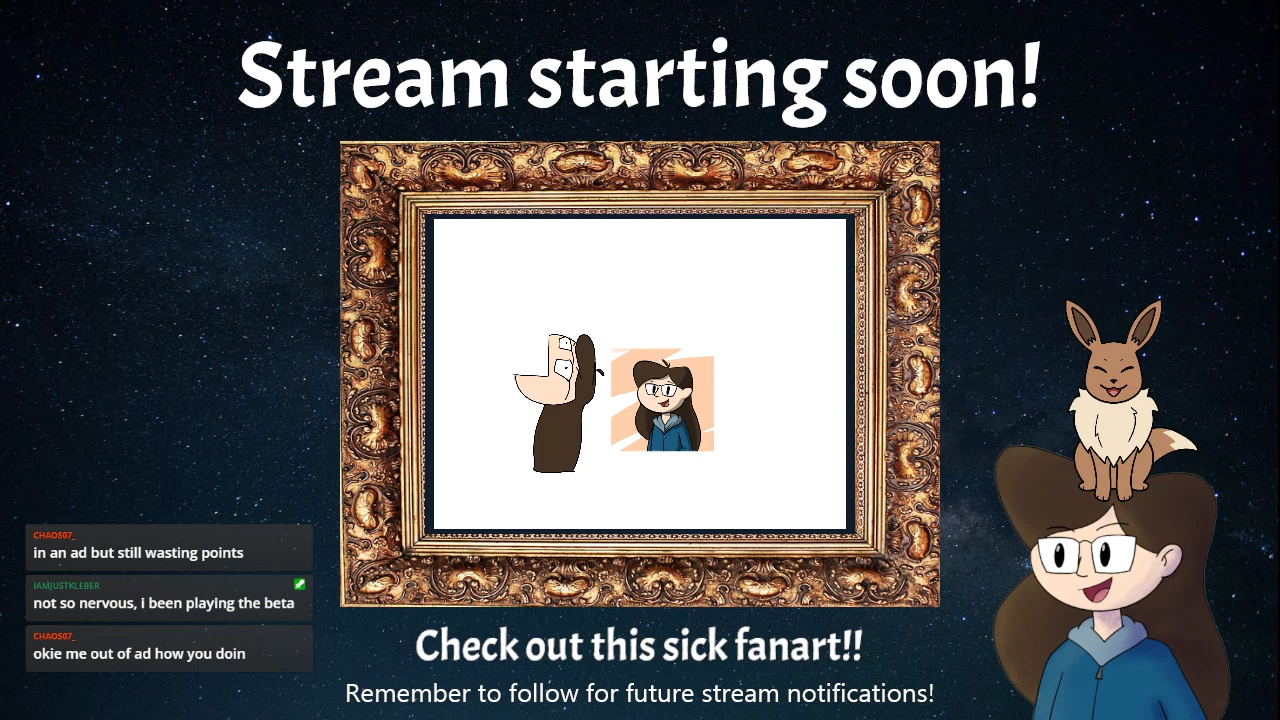 Stream starting soon!
CHAOS07_
in an ad but still wasting points
IAMJUSTKLEBER
not so nervous, i been playing the beta
CHAOS07_
okie me out of ad how you doin
Check out this sick fanart!!
Remember to follow for future stream notifications!